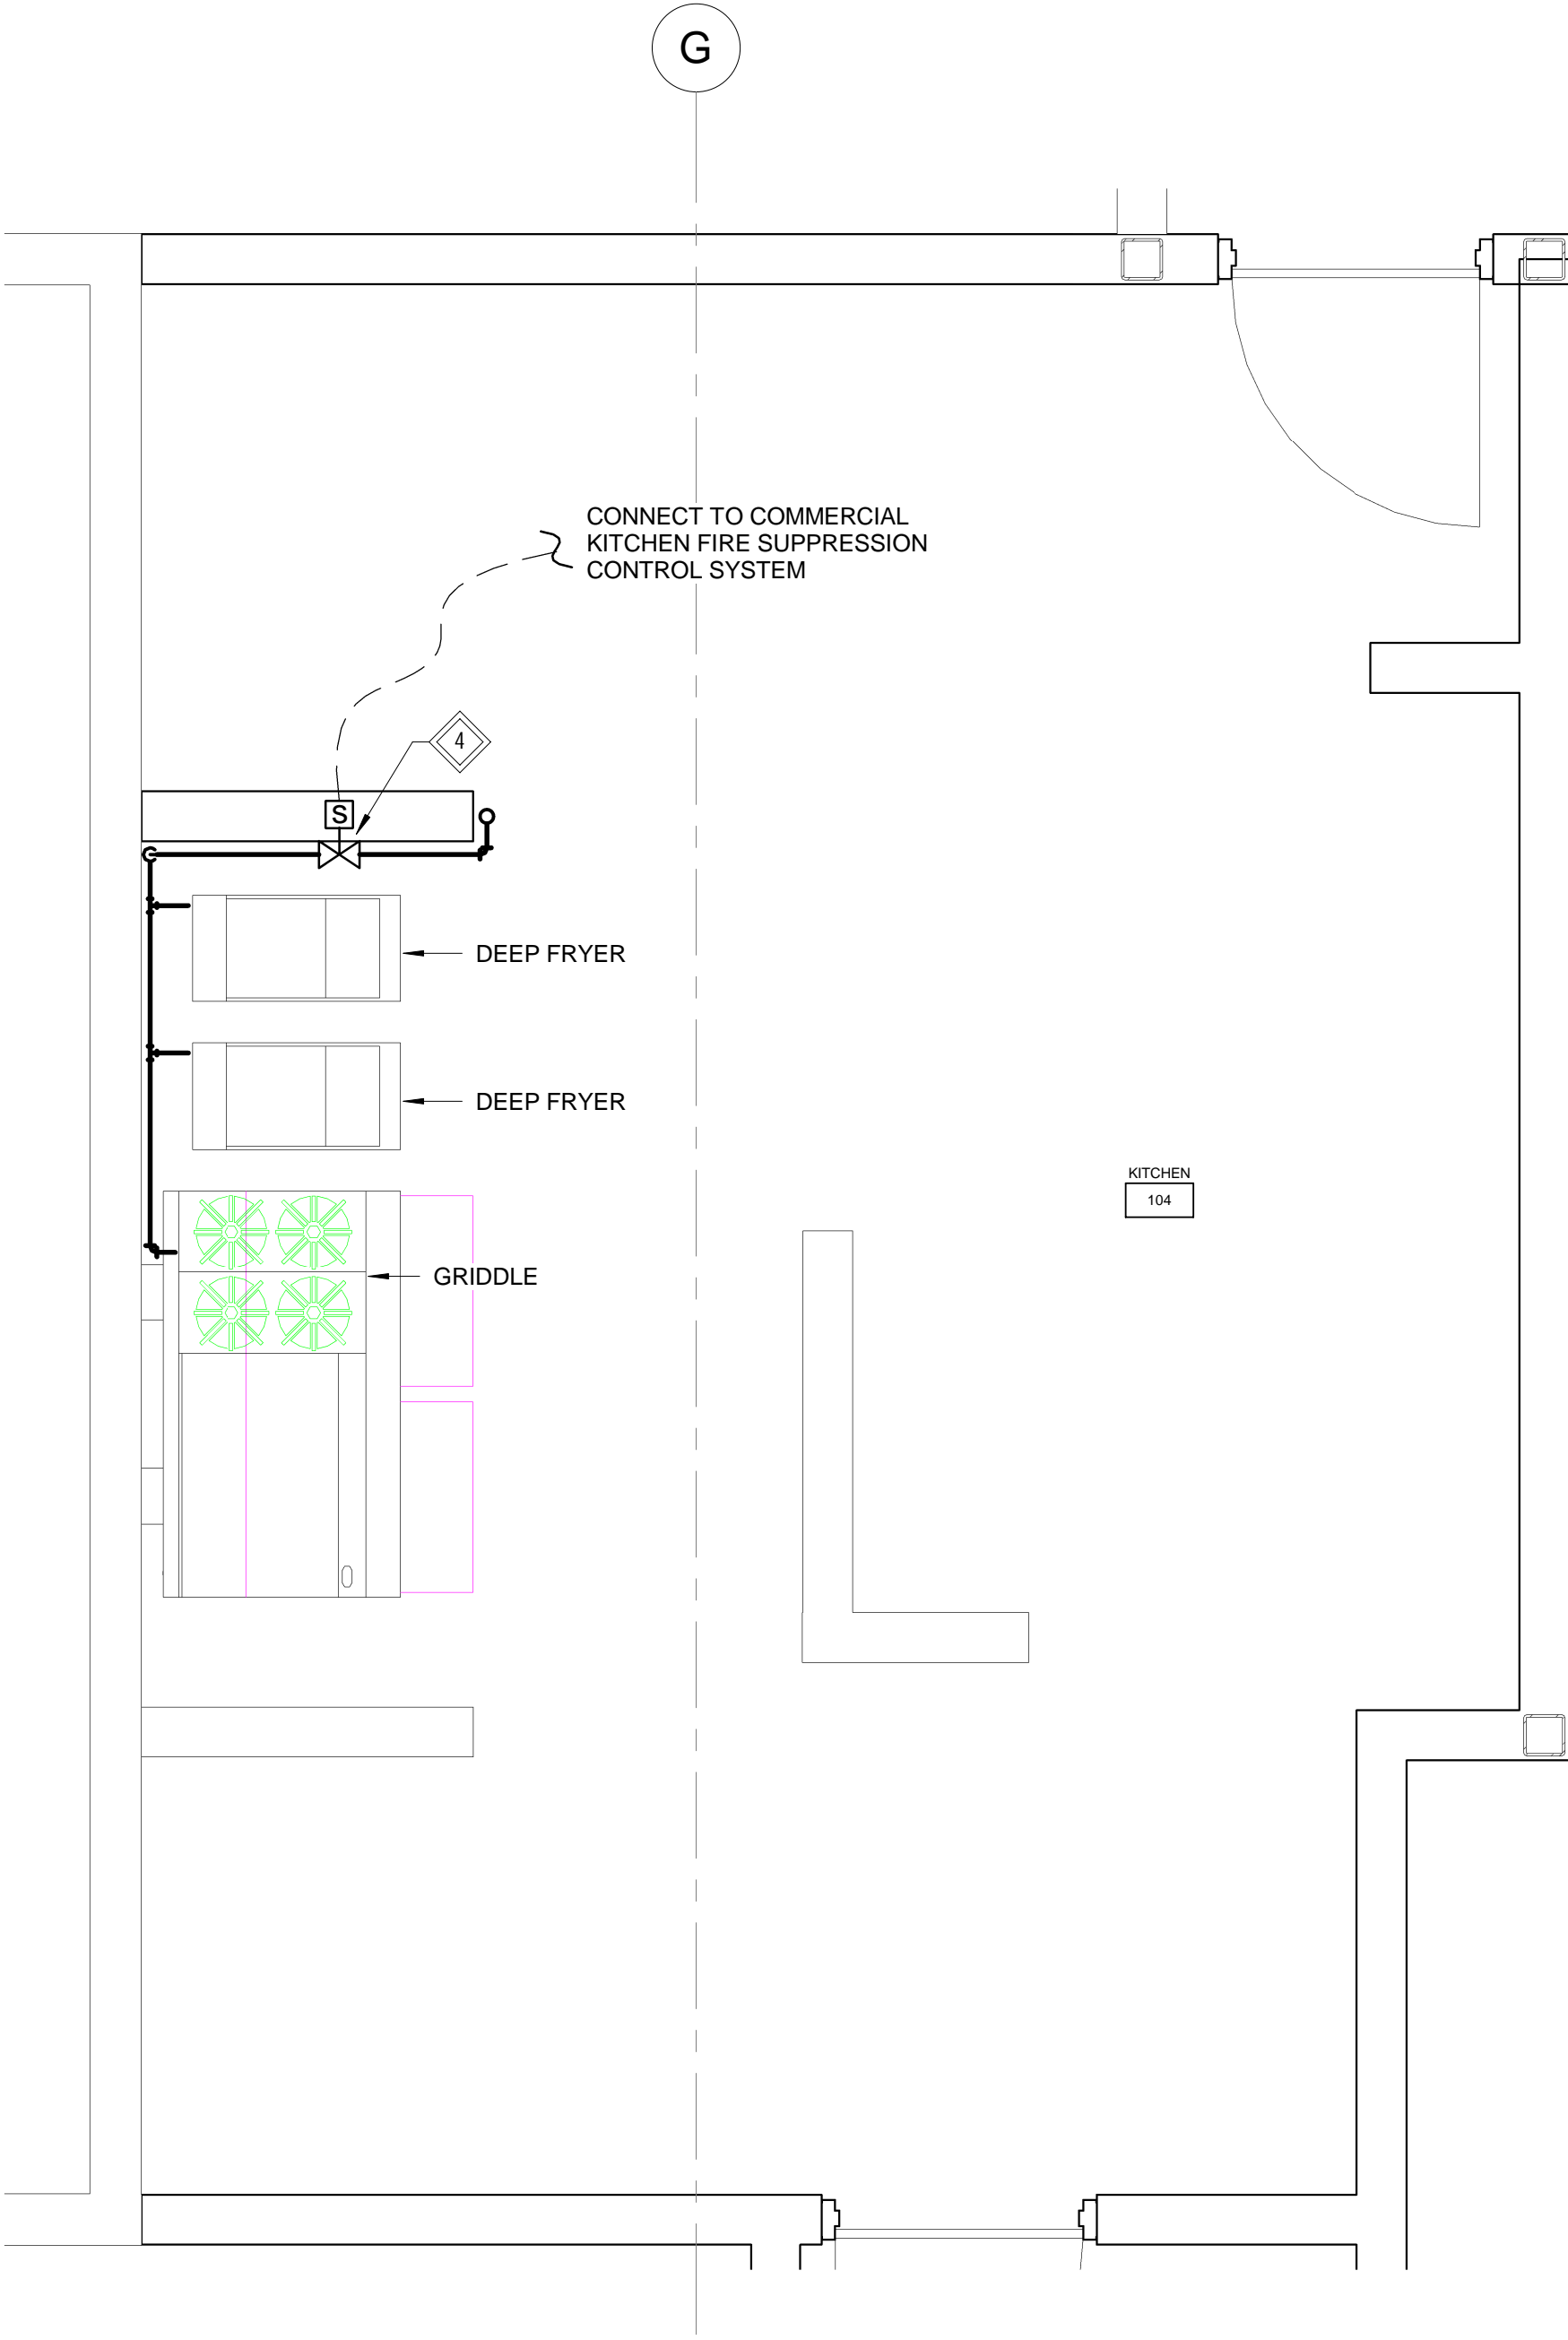 G
CONNECT TO COMMERCIAL
KITCHEN FIRE SUPPRESSION
CONTROL SYSTEM
4
S
DEEP FRYER
DEEP FRYER
KITCHEN
104
GRIDDLE